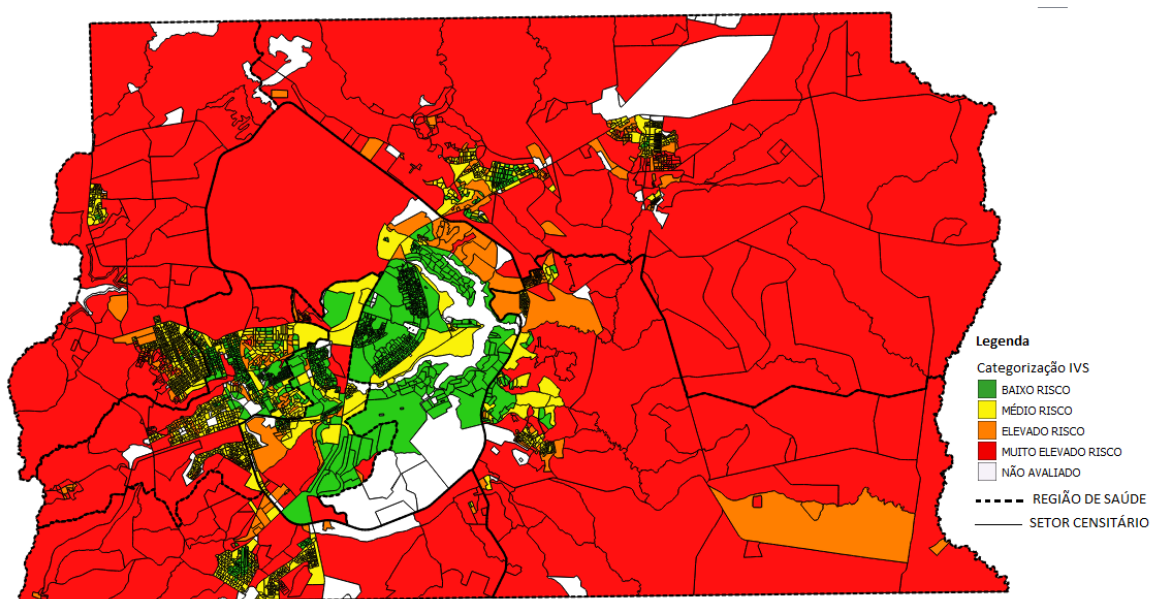 Legenda
Categorização IVS
BAIXO RISCO
MÉDIO RISCO
ELEVADO RISCO
MUITO ELEVADO RISCO
NÃO AVALIADO
REGIÃO DE SAÚDE
SETOR CENSITÁRIO